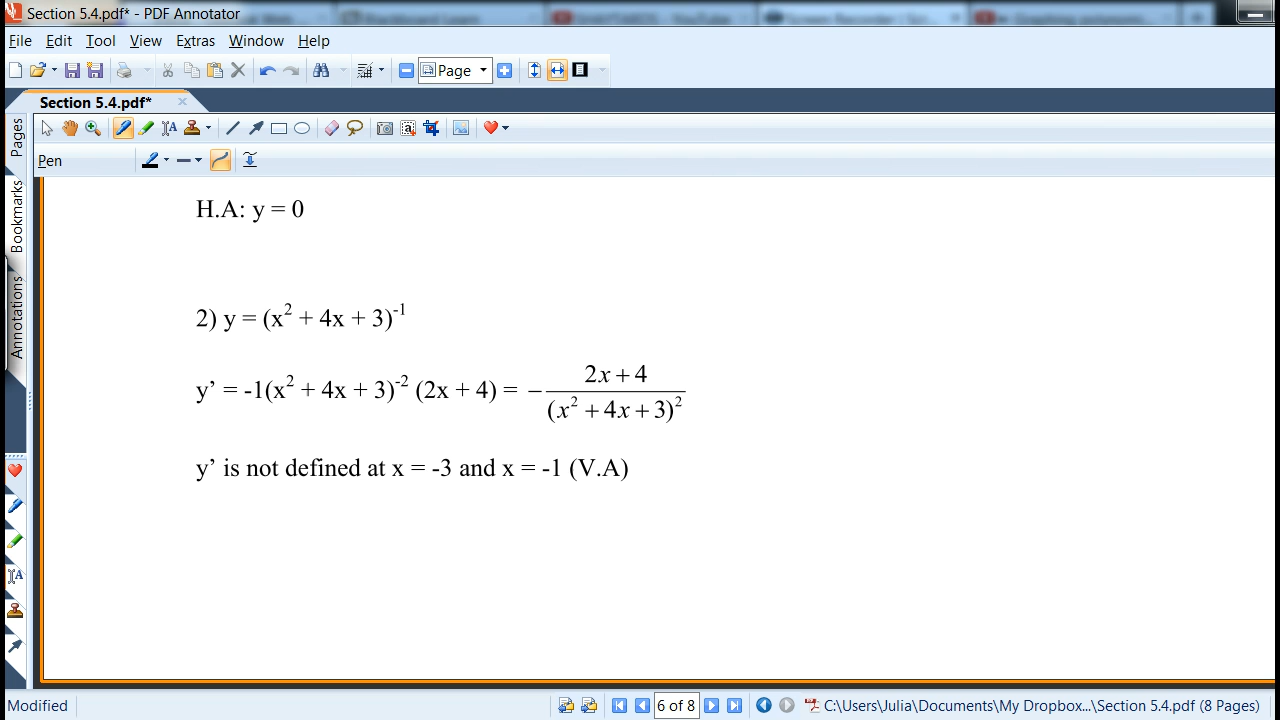 Section 5.4.pdf* - PDF Annotator
File Edit Tool View Extras Window Help
Page
Section 5.4.pdf*
Pages
Bookmarks
Annotations
Pen
H.A: y = 0
2) y = (x² + 4x + 3)⁻¹
y’ = -1(x² + 4x + 3)⁻² (2x + 4) = − (2x + 4) / (x² + 4x + 3)²
y’ is not defined at x = -3 and x = -1 (V.A)
Modified
6 of 8
C:\Users\Julia\Documents\My Dropbox...\Section 5.4.pdf (8 Pages)